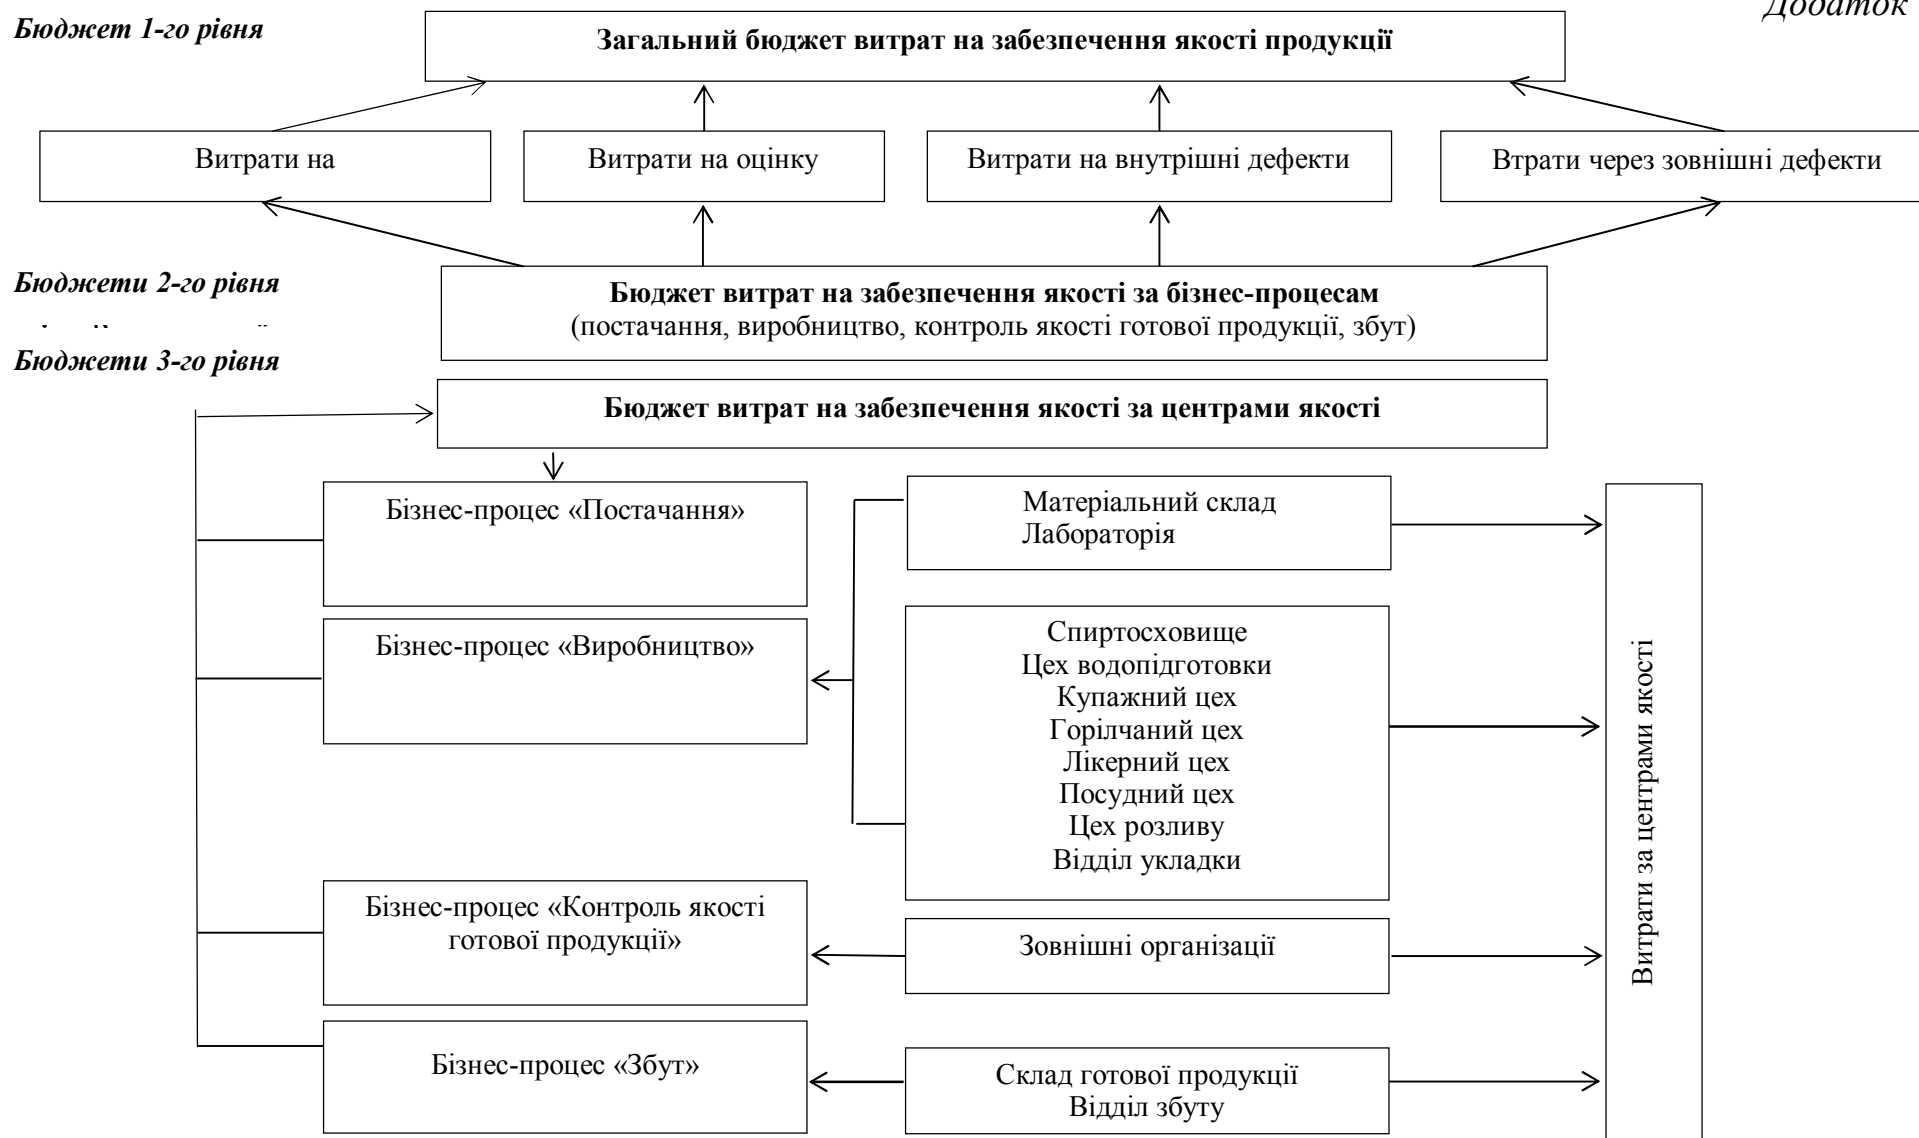 Додаток
Бюджет 1-го рівня
Загальний бюджет витрат на забезпечення якості продукції
Витрати на
Витрати на оцінку
Витрати на внутрішні дефекти
Втрати через зовнішні дефекти
Бюджети 2-го рівня
Бюджет витрат на забезпечення якості за бізнес-процесам
(постачання, виробництво, контроль якості готової продукції, збут)
Бюджети 3-го рівня
Бюджет витрат на забезпечення якості за центрами якості
Бізнес-процес «Постачання»
Матеріальний склад
Лабораторія
Бізнес-процес «Виробництво»
Спиртосховище
Цех водопідготовки
Купажний цех
Горілчаний цех
Лікерний цех
Посудний цех
Цех розливу
Відділ укладки
Бізнес-процес «Контроль якості
готової продукції»
Зовнішні організації
Бізнес-процес «Збут»
Склад готової продукції
Відділ збуту
Витрати за центрами якості